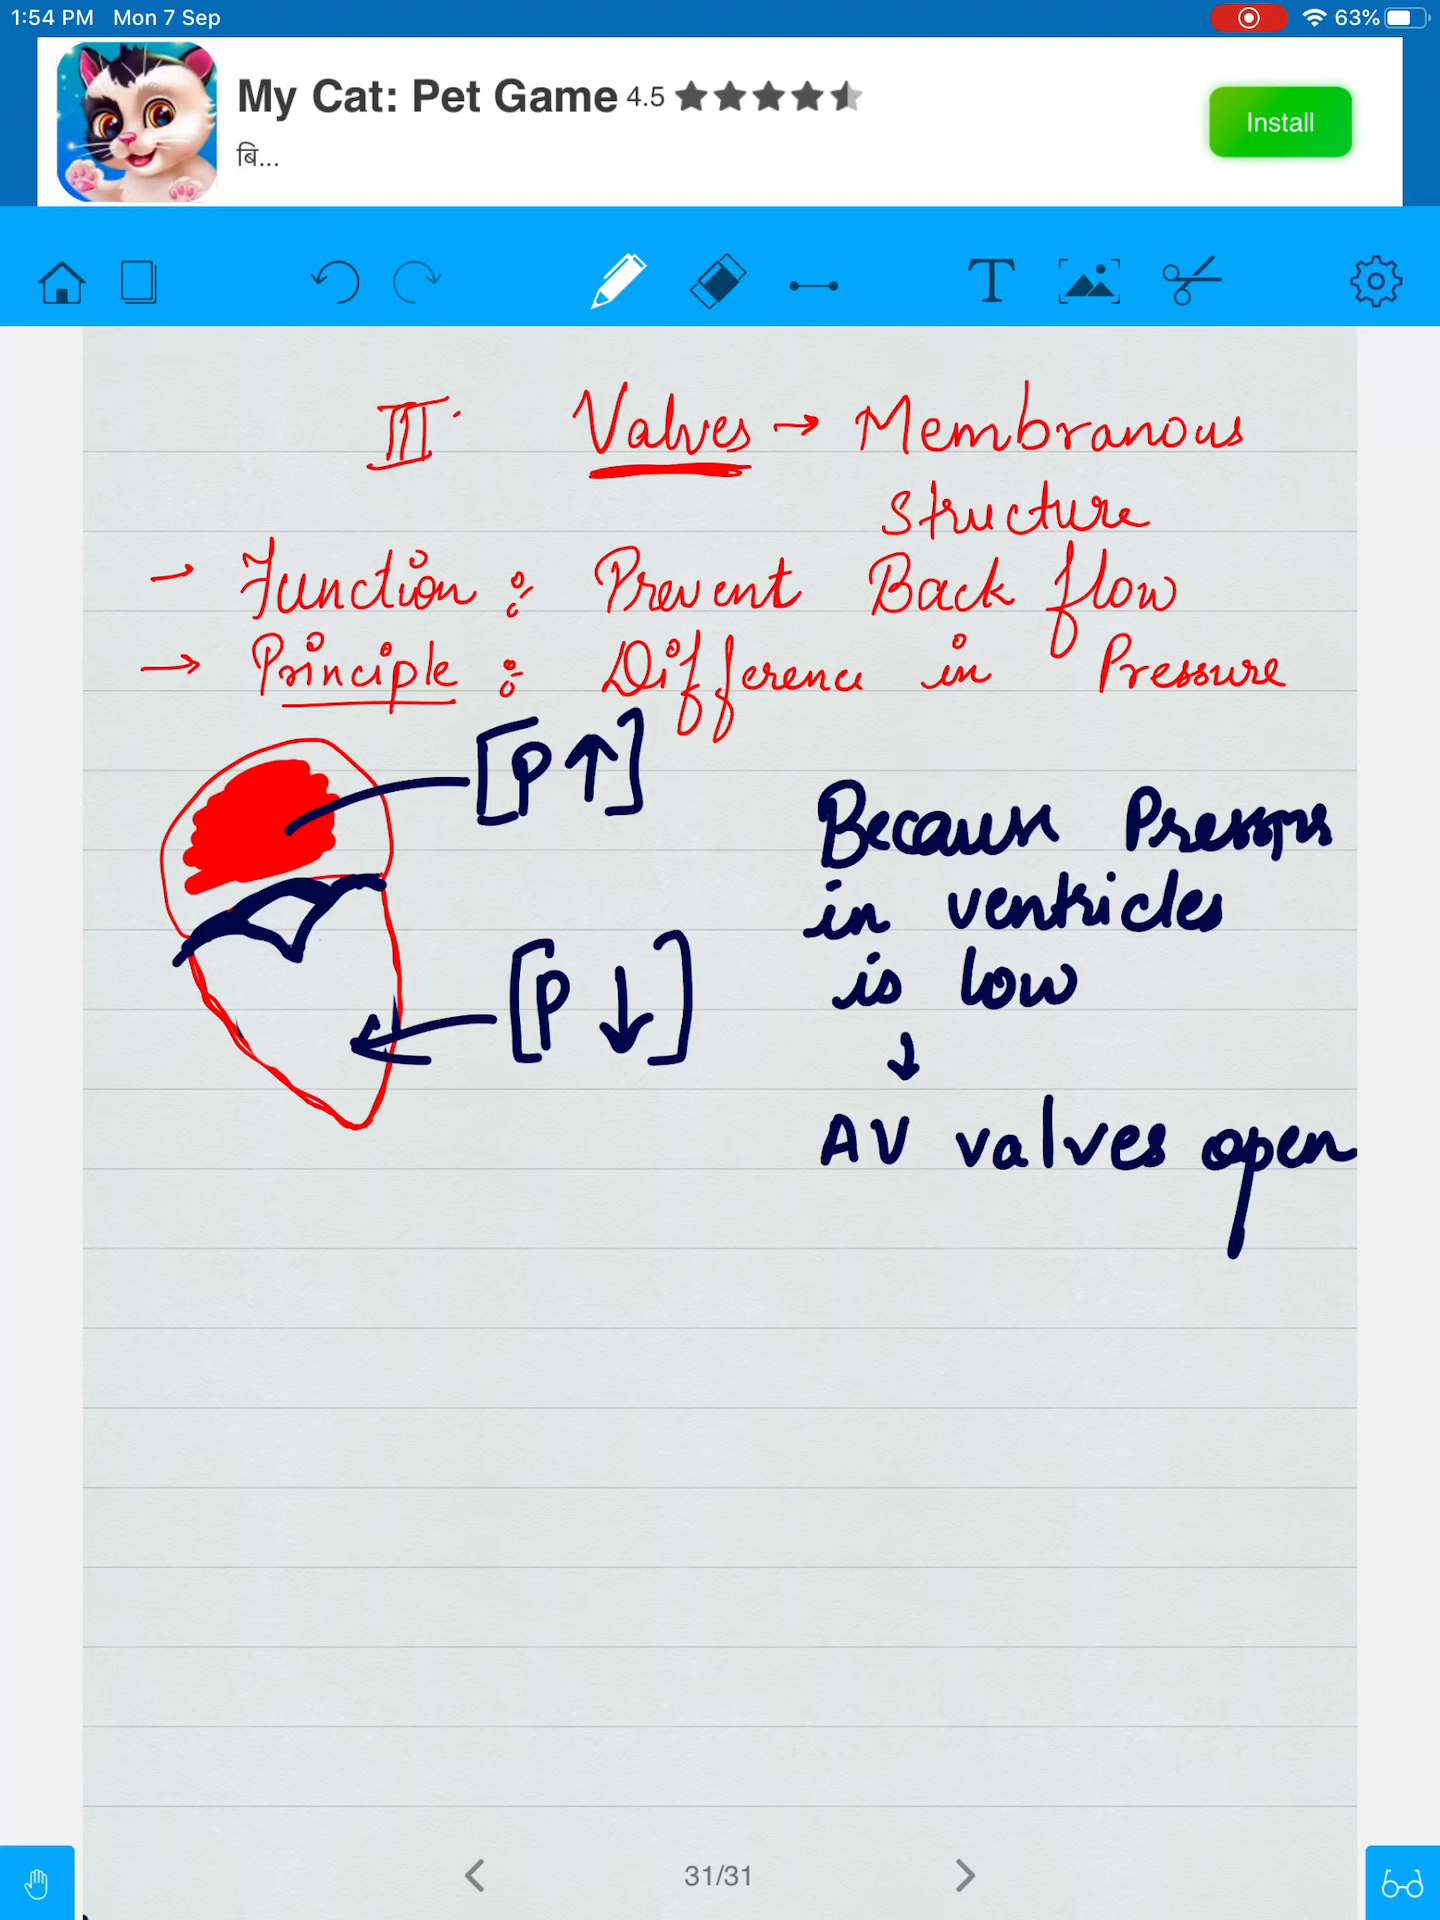 1:54 PM Mon 7 Sep 63%
My Cat: Pet Game 4.5
बि...
Install
T
III. Valves → Membranous
Structure
- Function : Prevent Back flow
→ Principle : Difference in Pressure
[P↑]
Because
in ventricles
is low
[P↓]
↓
AV valves open
31/31